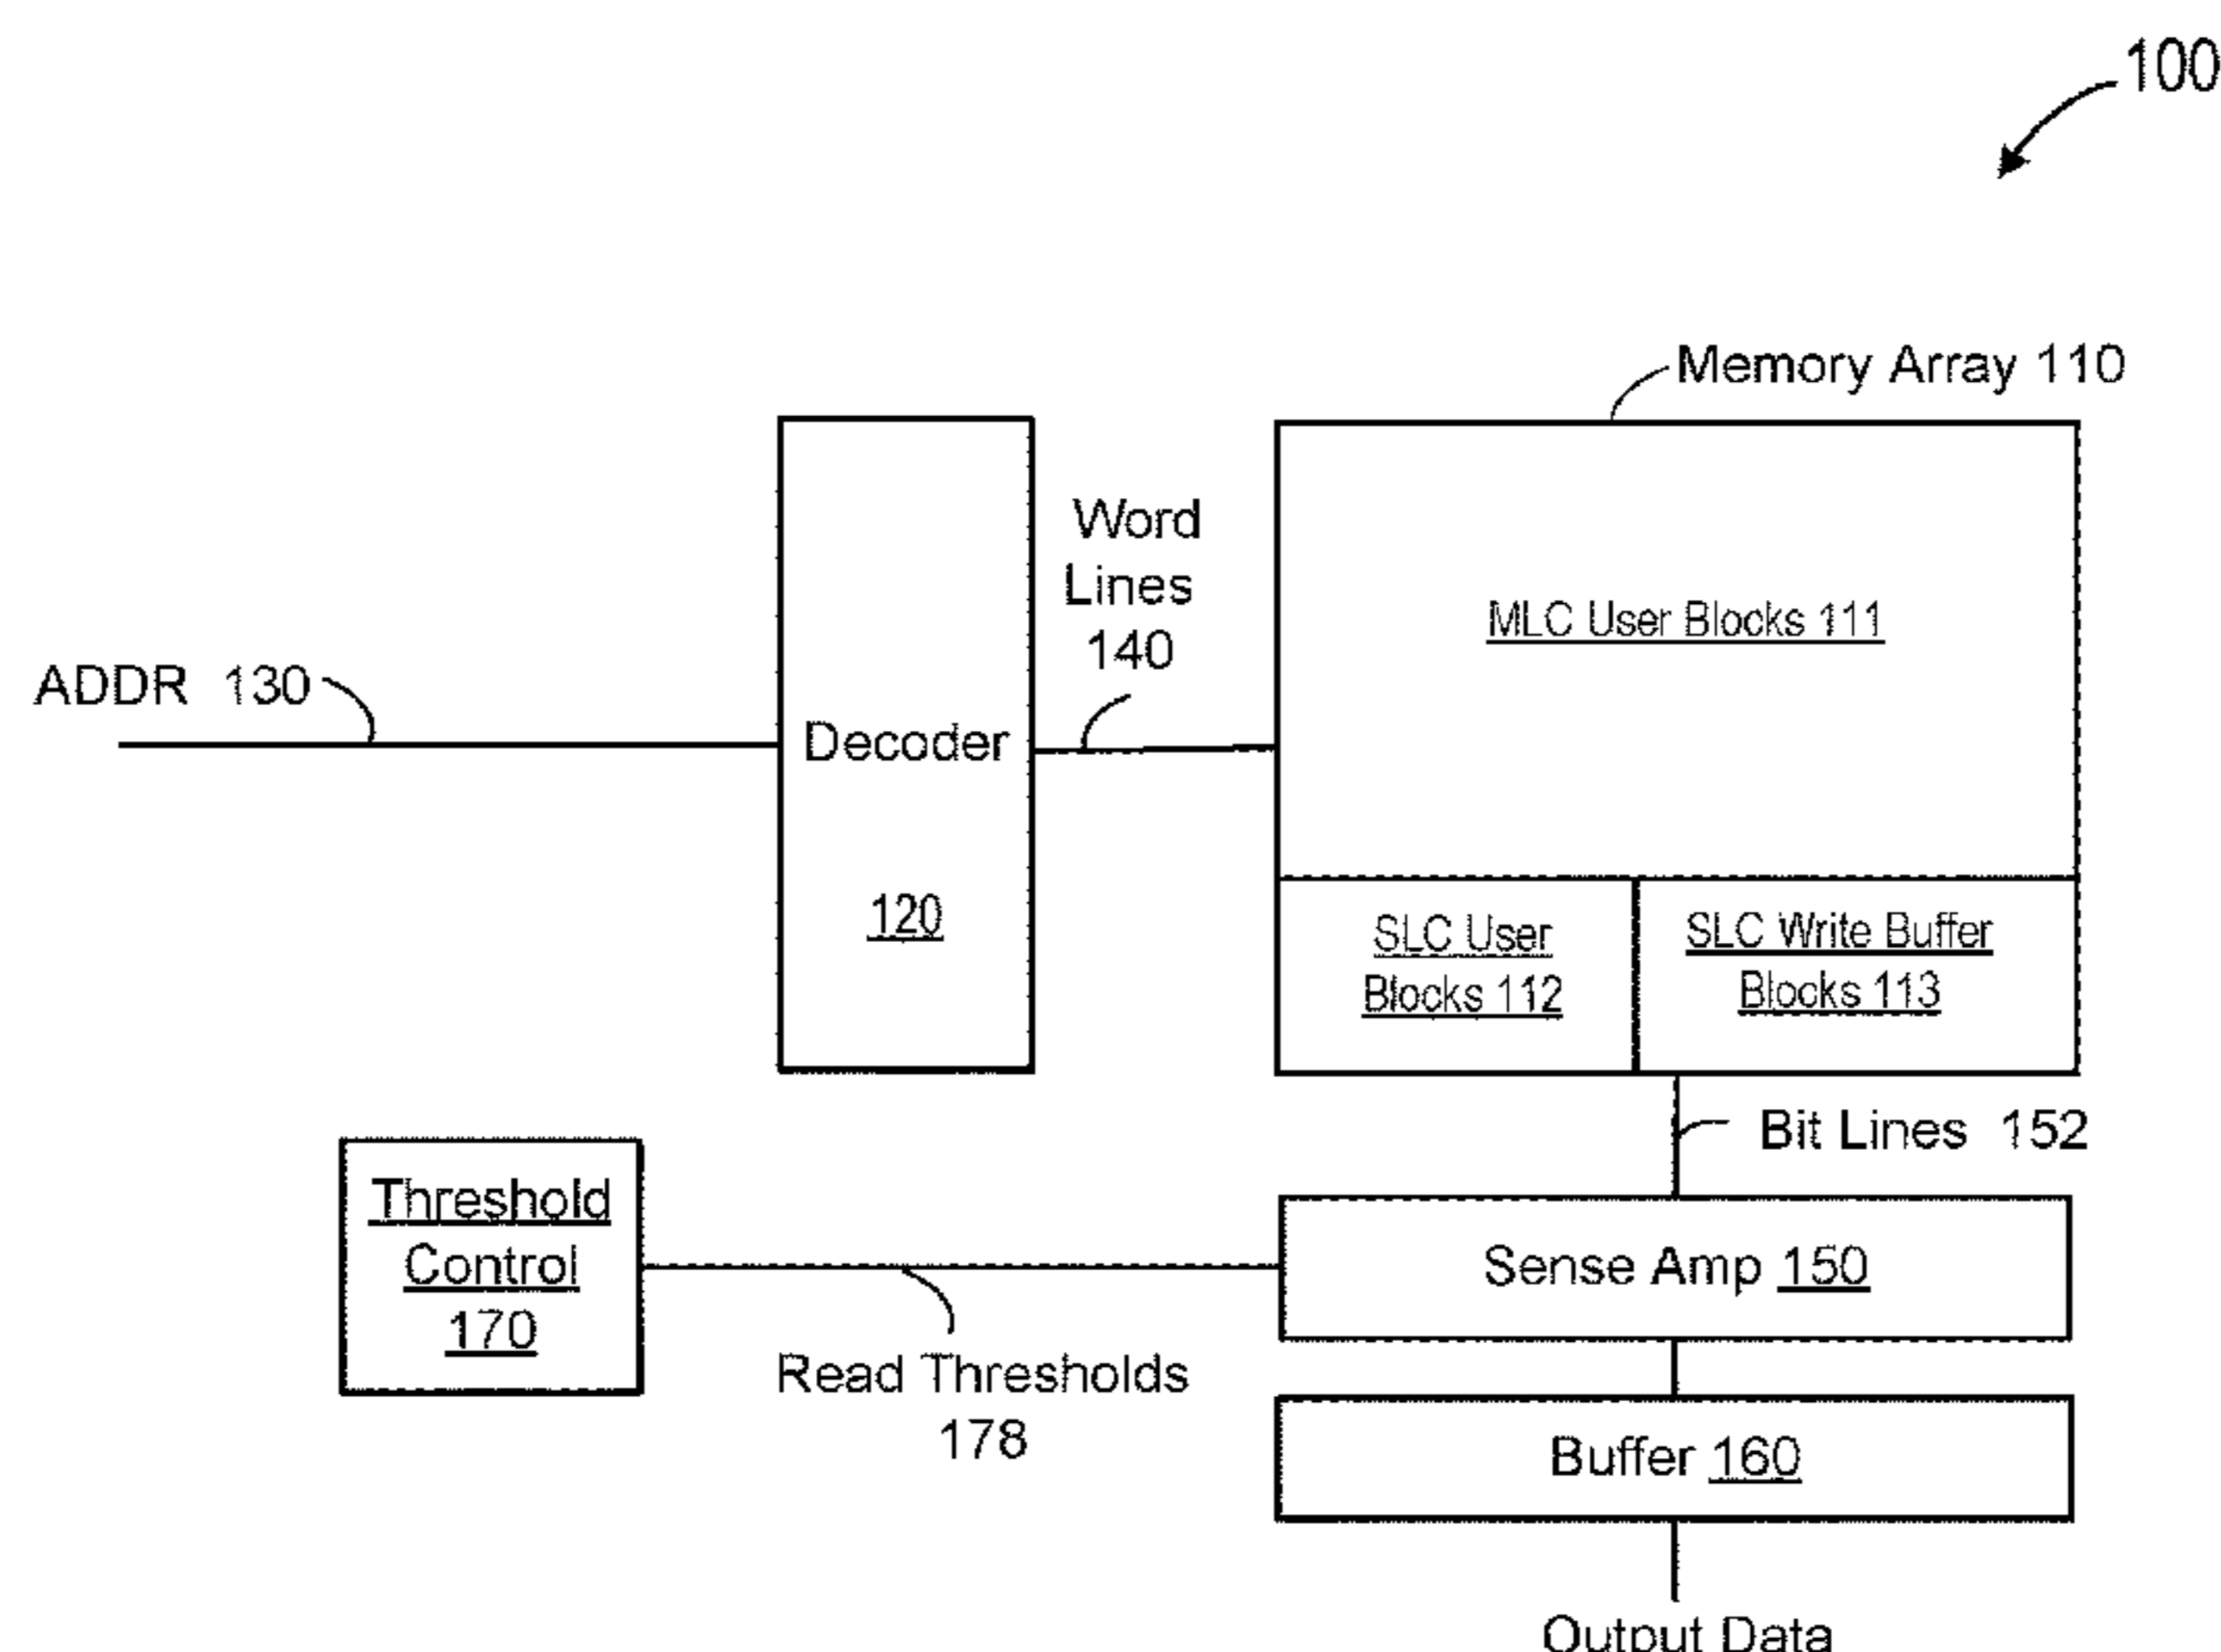 100
Memory Array 110
Word
Lines
140
MLC User Blocks 111
ADDR 130
Decoder
120
SLC User
Blocks 112
SLC Write Buffer
Blocks 113
Bit Lines 152
Threshold
Control
170
Sense Amp 150
Read Thresholds
178
Buffer 160
Output Data